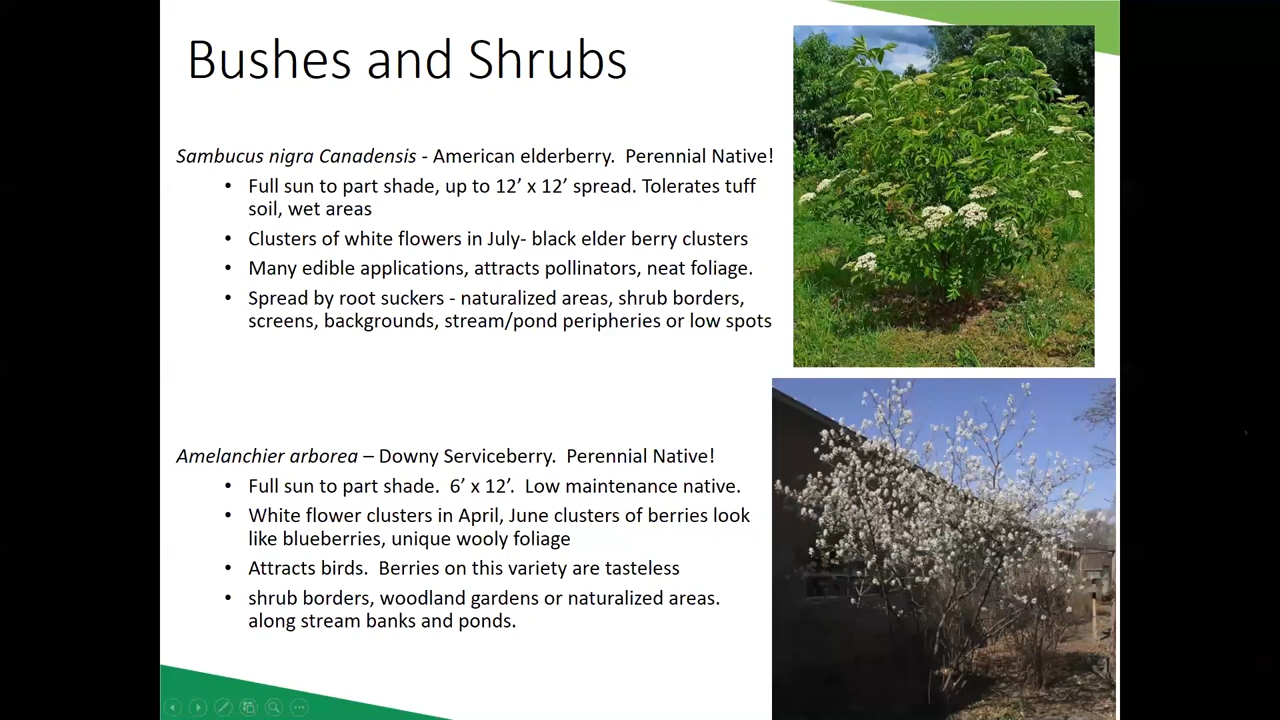 Bushes and Shrubs
Sambucus nigra Canadensis - American elderberry.  Perennial Native!
• Full sun to part shade, up to 12’ x 12’ spread. Tolerates tuff
soil, wet areas
• Clusters of white flowers in July- black elder berry clusters
• Many edible applications, attracts pollinators, neat foliage.
• Spread by root suckers - naturalized areas, shrub borders,
screens, backgrounds, stream/pond peripheries or low spots
Amelanchier arborea – Downy Serviceberry.  Perennial Native!
• Full sun to part shade.  6’ x 12’.  Low maintenance native.
• White flower clusters in April, June clusters of berries look
like blueberries, unique wooly foliage
• Attracts birds.  Berries on this variety are tasteless
• shrub borders, woodland gardens or naturalized areas.
along stream banks and ponds.